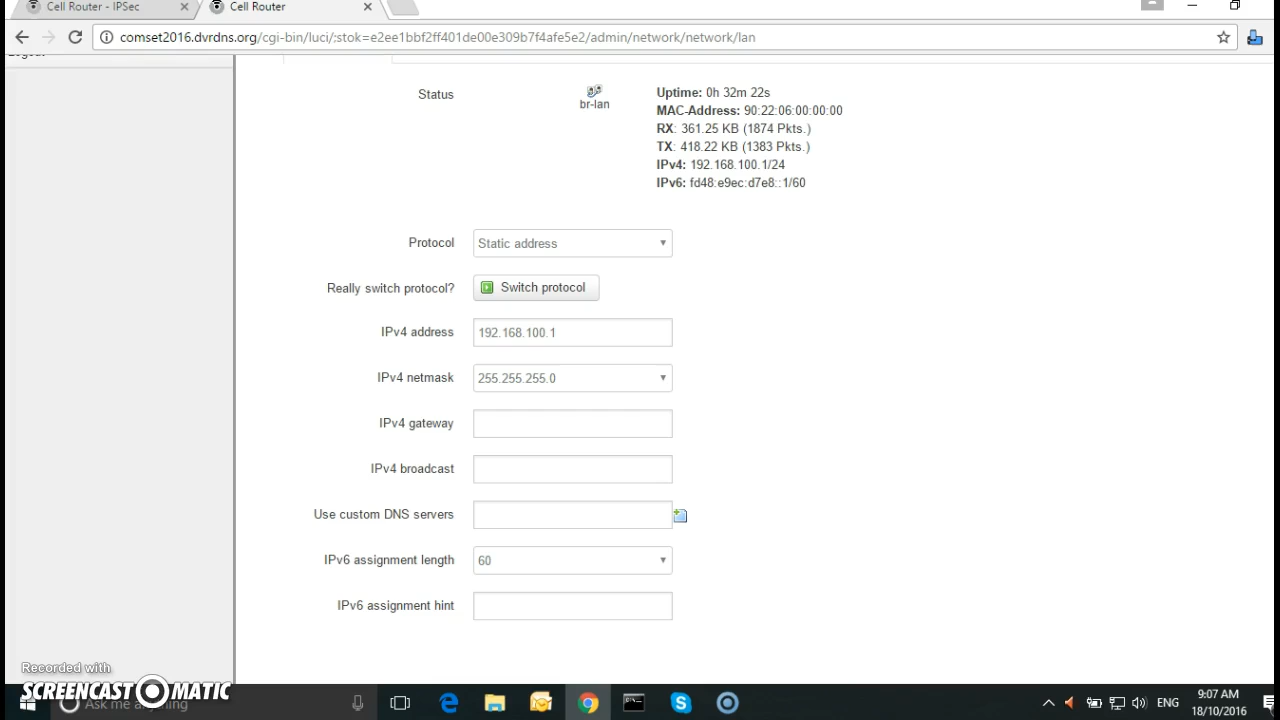 Cell Router - IPSec
Cell Router
comset2016.dvrdns.org/cgi-bin/luci/;stok=e2ee1bbf2ff401de00e309b7f4afe5e2/admin/network/network/lan
Logout
Status
br-lan
Uptime: 0h 32m 22s
MAC-Address: 90:22:06:00:00:00
RX: 361.25 KB (1874 Pkts.)
TX: 418.22 KB (1383 Pkts.)
IPv4: 192.168.100.1/24
IPv6: fd48:e9ec:d7e8::1/60
Protocol
Static address
Really switch protocol?
Switch protocol
IPv4 address
192.168.100.1
IPv4 netmask
255.255.255.0
IPv4 gateway
IPv4 broadcast
Use custom DNS servers
IPv6 assignment length
60
IPv6 assignment hint
Recorded with
SCREENCAST MATIC
Ask me anything
ENG
9:07 AM
18/10/2016